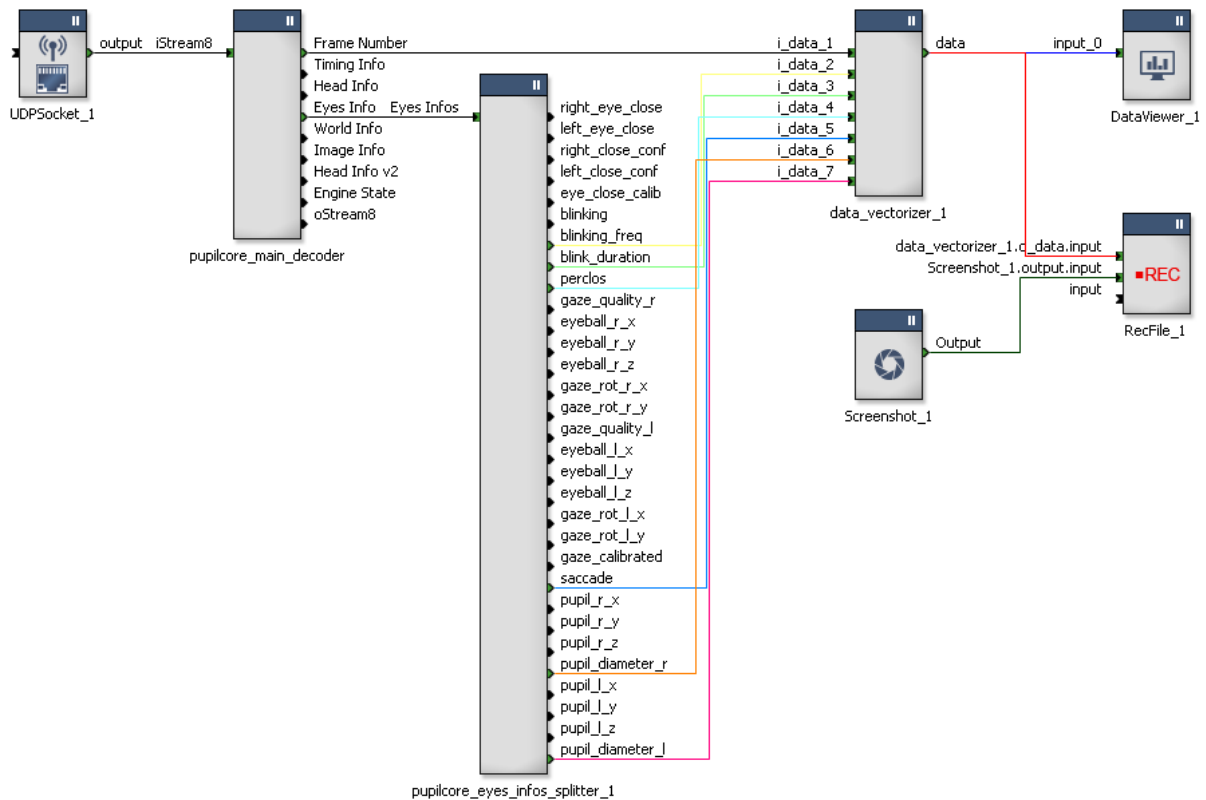 output
iStream8
UDPSocket_1
Frame Number
Timing Info
Head Info
Eyes Info
Eyes Infos
World Info
Image Info
Head Info v2
Engine State
oStream8
pupilcore_main_decoder
right_eye_close
left_eye_close
right_close_conf
left_close_conf
eye_close_calib
blinking
blinking_freq
blink_duration
perclos
gaze_quality_r
eyeball_r_x
eyeball_r_y
eyeball_r_z
gaze_rot_r_x
gaze_rot_r_y
gaze_quality_l
eyeball_l_x
eyeball_l_y
eyeball_l_z
gaze_rot_l_x
gaze_rot_l_y
gaze_calibrated
saccade
pupil_r_x
pupil_r_y
pupil_r_z
pupil_diameter_r
pupil_l_x
pupil_l_y
pupil_l_z
pupil_diameter_l
pupilcore_eyes_infos_splitter_1
i_data_1
i_data_2
i_data_3
i_data_4
i_data_5
i_data_6
i_data_7
data
data_vectorizer_1
input_0
DataViewer_1
data_vectorizer_1.o_data.input
Screenshot_1.output.input
input
REC
RecFile_1
Output
Screenshot_1